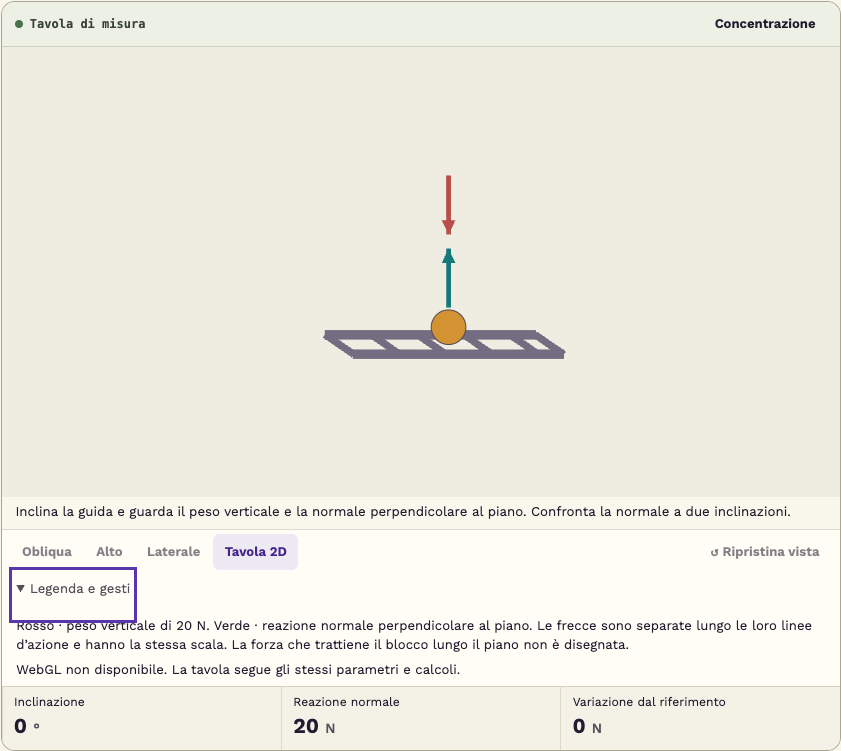 Tavola di misura
Concentrazione
Inclina la guida e guarda il peso verticale e la normale perpendicolare al piano. Confronta la normale a due inclinazioni.
Obliqua Alto Laterale Tavola 2D ↺ Ripristina vista
▼ Legenda e gesti
Rosso · peso verticale di 20 N. Verde · reazione normale perpendicolare al piano. Le frecce sono separate lungo le loro linee
d’azione e hanno la stessa scala. La forza che trattiene il blocco lungo il piano non è disegnata.
WebGL non disponibile. La tavola segue gli stessi parametri e calcoli.
Inclinazione
0 °
Reazione normale
20 N
Variazione dal riferimento
0 N